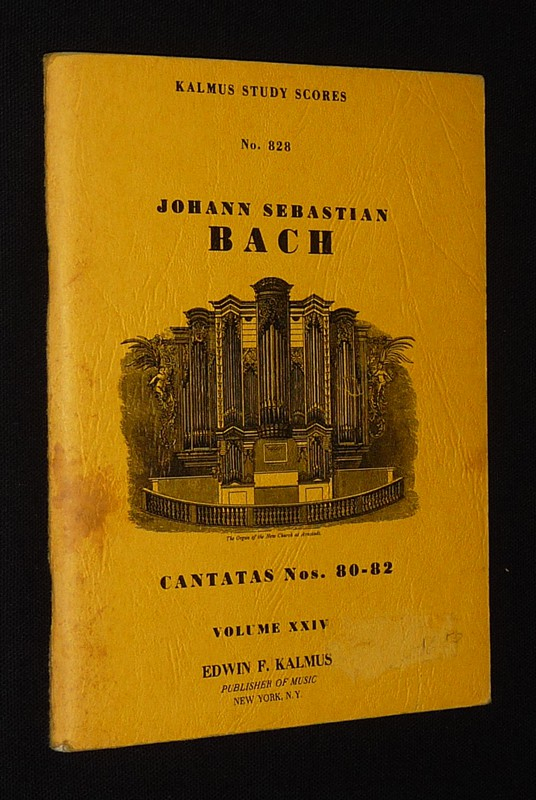 KALMUS STUDY SCORES
No. 828
JOHANN SEBASTIAN
BACH
The Organ of the New Church at Arnstadt.
CANTATAS Nos. 80-82
VOLUME XXIV
EDWIN F. KALMUS
PUBLISHER OF MUSIC
NEW YORK, N.Y.